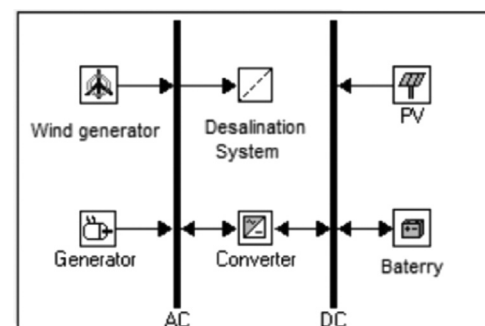 Wind generator
Desalination
System
PV
Generator
Converter
Baterry
AC
DC